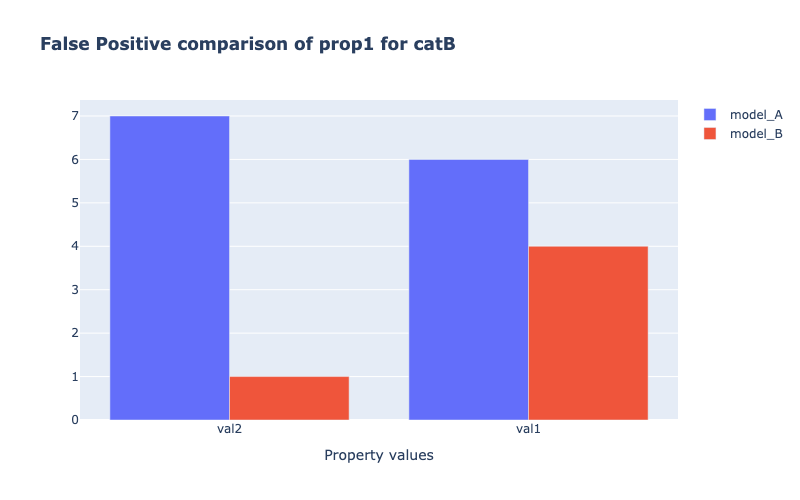 False Positive comparison of prop1 for catB
7
6
5
4
3
2
1
0
val2
val1
Property values
model_A
model_B